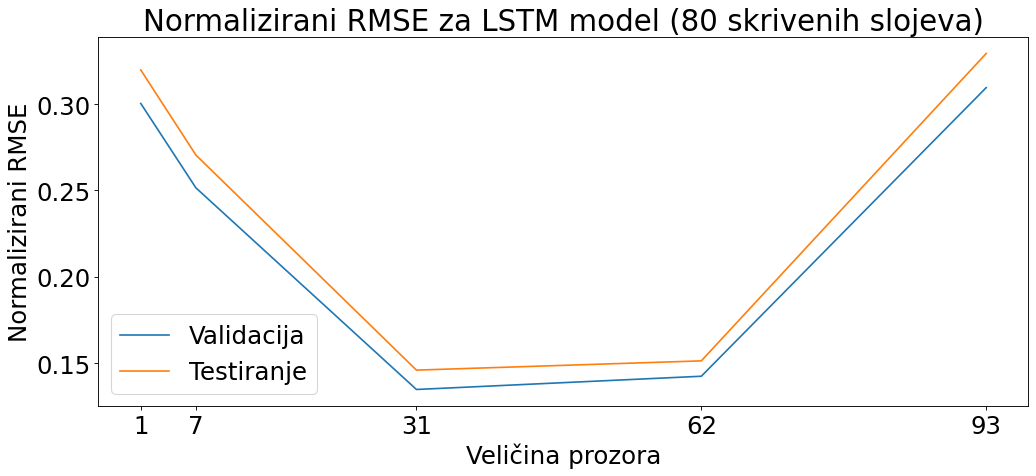 Normalizirani RMSE za LSTM model (80 skrivenih slojeva)
Normalizirani RMSE
0.30
0.25
0.20
0.15
Validacija
Testiranje
1 7 31 62 93
Veličina prozora